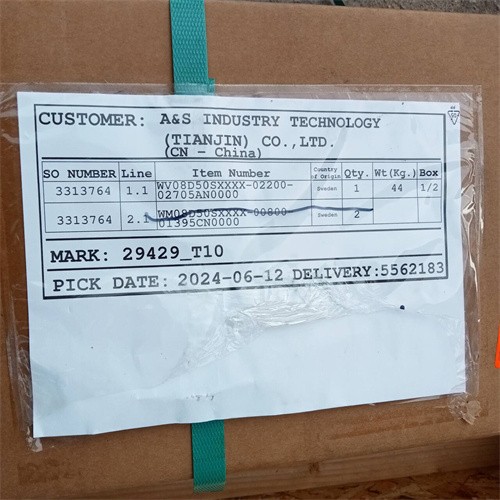 CUSTOMER: A&S INDUSTRY TECHNOLOGY
(TIANJIN) CO.,LTD.
(CN - China)
SO NUMBER Line Item Number Country of Origin Qty. Wt(Kg.) Box
3313764 1.1 WV08D50SXXXX-02200- Sweden 1 44 1/2
02705AN0000
3313764 2.1 WM08D50SXXXX-00800 Sweden 2
01395CN0000
MARK: 29429_T10
PICK DATE: 2024-06-12 DELIVERY:5562183